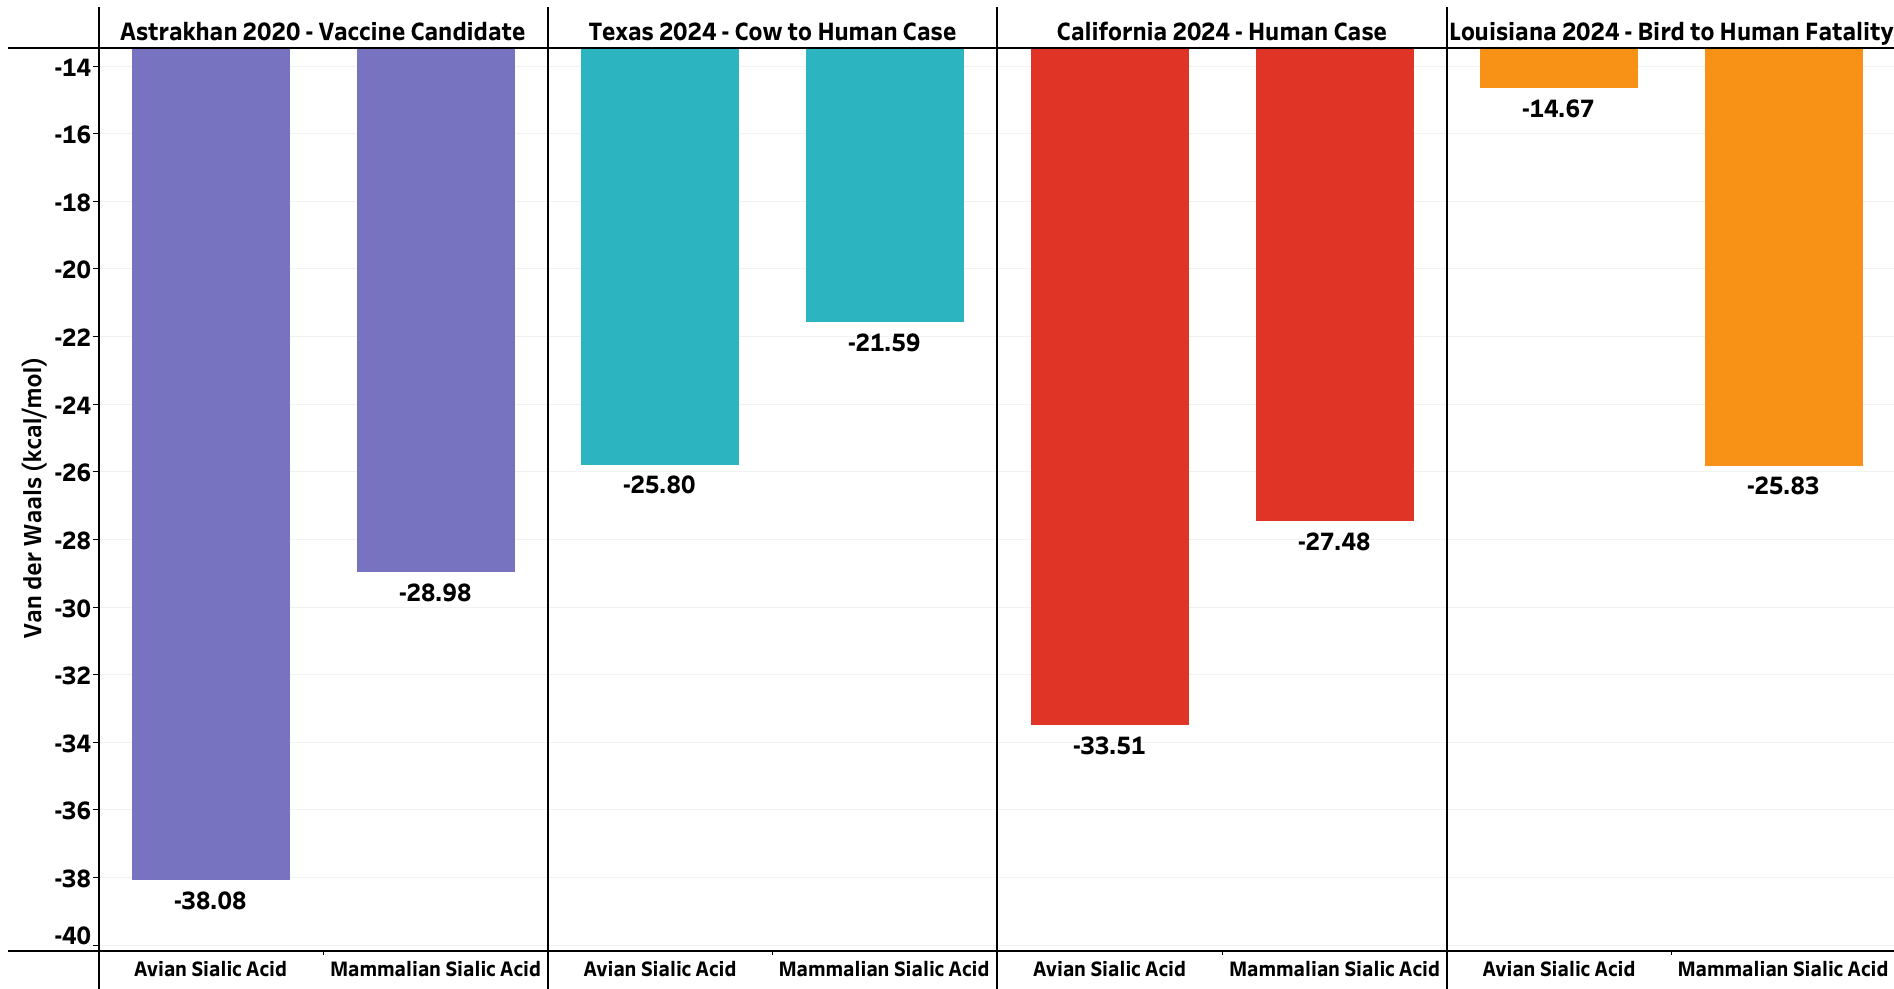 Astrakhan 2020 - Vaccine Candidate
Texas 2024 - Cow to Human Case
California 2024 - Human Case
Louisiana 2024 - Bird to Human Fatality
Van der Waals (kcal/mol)
-14
-16
-18
-20
-22
-24
-26
-28
-30
-32
-34
-36
-38
-40
-38.08
-28.98
-25.80
-21.59
-33.51
-27.48
-14.67
-25.83
Avian Sialic Acid
Mammalian Sialic Acid
Avian Sialic Acid
Mammalian Sialic Acid
Avian Sialic Acid
Mammalian Sialic Acid
Avian Sialic Acid
Mammalian Sialic Acid